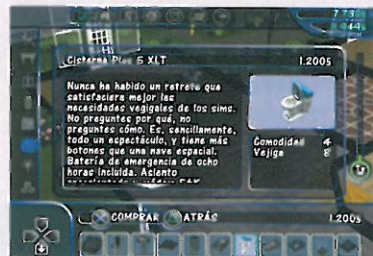 Cisterna Plus 5 XLT 1.200§
Nunca ha habido un retrete que
satisfaciera mejor las
necesidades vegigales de los sims.
No preguntes por qué, no
preguntes cómo. Es, sencillamente,
todo un espectáculo, y tiene más
botones que una nave espacial.
Batería de emergencia de ocho
horas incluida. Asiento
Comodidad 4
Vejiga 8
COMPRAR ATRÁS 1.200§